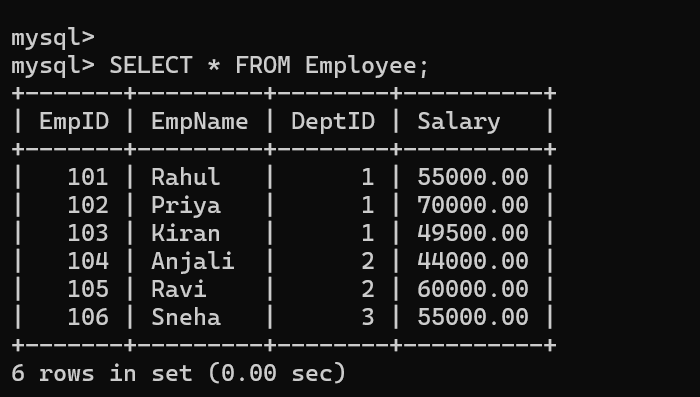 mysql>
mysql> SELECT * FROM Employee;
+-------+---------+--------+----------+
| EmpID | EmpName | DeptID | Salary   |
+-------+---------+--------+----------+
|   101 | Rahul   |      1 | 55000.00 |
|   102 | Priya   |      1 | 70000.00 |
|   103 | Kiran   |      1 | 49500.00 |
|   104 | Anjali  |      2 | 44000.00 |
|   105 | Ravi    |      2 | 60000.00 |
|   106 | Sneha   |      3 | 55000.00 |
+-------+---------+--------+----------+
6 rows in set (0.00 sec)